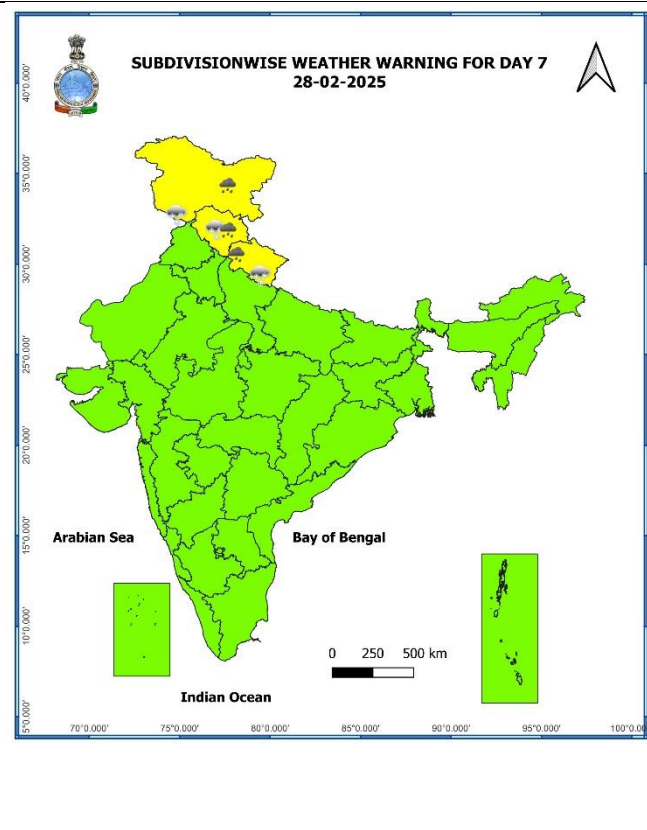 SUBDIVISIONWISE WEATHER WARNING FOR DAY 7
28-02-2025
40°0.000'
35°0.000'
30°0.000'
25°0.000'
20°0.000'
15°0.000'
10°0.000'
5°0.000'
Arabian Sea
Bay of Bengal
0 250 500 km
Indian Ocean
70°0.000' 75°0.000' 80°0.000' 85°0.000' 90°0.000' 95°0.000' 100°0.0